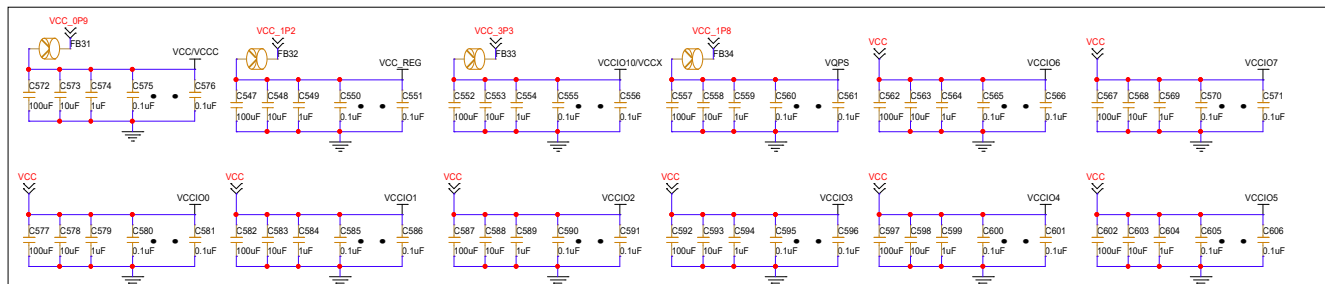 VCC_0P9
FB31
VCC/VCCC
C572
C573
C574
C575
C576
100uF
10uF
1uF
0.1uF
0.1uF
VCC_1P2
FB32
VCC_REG
C547
C548
C549
C550
C551
100uF
10uF
1uF
0.1uF
0.1uF
VCC_3P3
FB33
VCCIO10/VCCX
C552
C553
C554
C555
C556
100uF
10uF
1uF
0.1uF
0.1uF
VCC_1P8
FB34
VQPS
C557
C558
C559
C560
C561
100uF
10uF
1uF
0.1uF
0.1uF
VCC
VCCIO6
C562
C563
C564
C565
C566
100uF
10uF
1uF
0.1uF
0.1uF
VCC
VCCIO7
C567
C568
C569
C570
C571
100uF
10uF
1uF
0.1uF
0.1uF
VCC
VCCIO0
C577
C578
C579
C580
C581
100uF
10uF
1uF
0.1uF
0.1uF
VCC
VCCIO1
C582
C583
C584
C585
C586
100uF
10uF
1uF
0.1uF
0.1uF
VCC
VCCIO2
C587
C588
C589
C590
C591
100uF
10uF
1uF
0.1uF
0.1uF
VCC
VCCIO3
C592
C593
C594
C595
C596
100uF
10uF
1uF
0.1uF
0.1uF
VCC
VCCIO4
C597
C598
C599
C600
C601
100uF
10uF
1uF
0.1uF
0.1uF
VCC
VCCIO5
C602
C603
C604
C605
C606
100uF
10uF
1uF
0.1uF
0.1uF